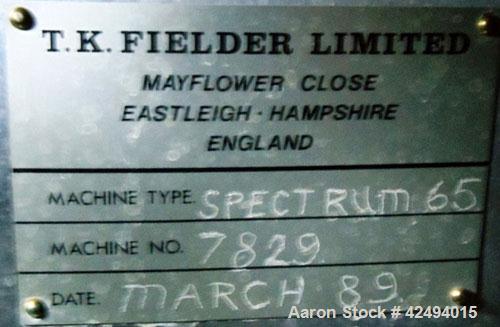 T.K. FIELDER LIMITED
MAYFLOWER CLOSE
EASTLEIGH · HAMPSHIRE
ENGLAND
MACHINE TYPE. SPECTRUM 65
MACHINE NO. 7829
DATE. MARCH 89
Aaron Stock # 42494015